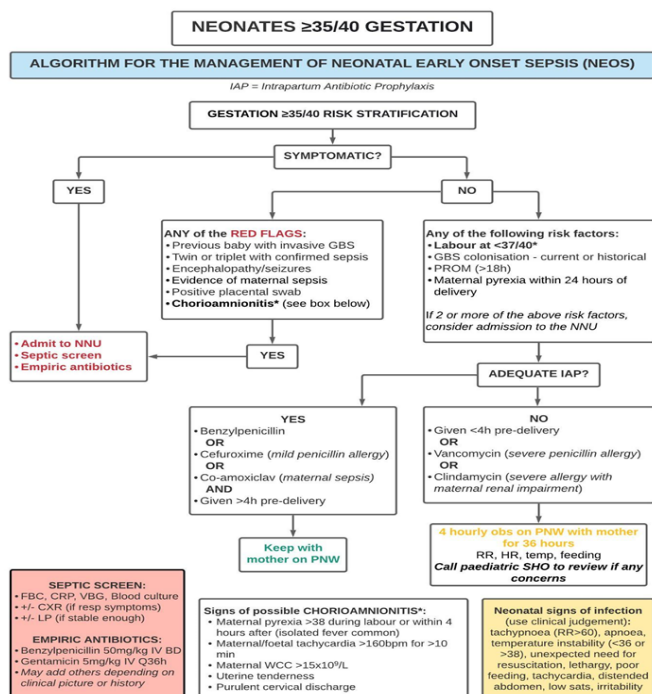 NEONATES ≥35/40 GESTATION
ALGORITHM FOR THE MANAGEMENT OF NEONATAL EARLY ONSET SEPSIS (NEOS)
IAP = Intrapartum Antibiotic Prophylaxis
GESTATION ≥35/40 RISK STRATIFICATION
SYMPTOMATIC?
YES
NO
ANY of the RED FLAGS:
• Previous baby with invasive GBS
• Twin or triplet with confirmed sepsis
• Encephalopathy/seizures
• Evidence of maternal sepsis
• Positive placental swab
• Chorioamnionitis* (see box below)
Any of the following risk factors:
• Labour at <37/40*
• GBS colonisation - current or historical
• PROM (>18h)
• Maternal pyrexia within 24 hours of
delivery
If 2 or more of the above risk factors,
consider admission to the NNU
• Admit to NNU
• Septic screen
• Empiric antibiotics
YES
ADEQUATE IAP?
YES
• Benzylpenicillin
OR
• Cefuroxime (mild penicillin allergy)
OR
• Co-amoxiclav (maternal sepsis)
AND
• Given >4h pre-delivery
NO
• Given <4h pre-delivery
OR
• Vancomycin (severe penicillin allergy)
OR
• Clindamycin (severe allergy with
maternal renal impairment)
Keep with
mother on PNW
4 hourly obs on PNW with mother
for 36 hours
RR, HR, temp, feeding
Call paediatric SHO to review if any
concerns
SEPTIC SCREEN:
• FBC, CRP, VBG, Blood culture
• +/- CXR (if resp symptoms)
• +/- LP (if stable enough)
EMPIRIC ANTIBIOTICS:
• Benzylpenicillin 50mg/kg IV BD
• Gentamicin 5mg/kg IV Q36h
• May add others depending on
clinical picture or history
Signs of possible CHORIOAMNIONITIS*:
• Maternal pyrexia >38 during labour or within 4
hours after (isolated fever common)
• Maternal/foetal tachycardia >160bpm for >10
min
• Maternal WCC >15x10⁹/L
• Uterine tenderness
• Purulent cervical discharge
Neonatal signs of infection
(use clinical judgement):
tachypnoea (RR>60), apnoea,
temperature instability (<36 or
>38), unexpected need for
resuscitation, lethargy, poor
feeding, tachycardia, distended
abdomen, low sats, irritability